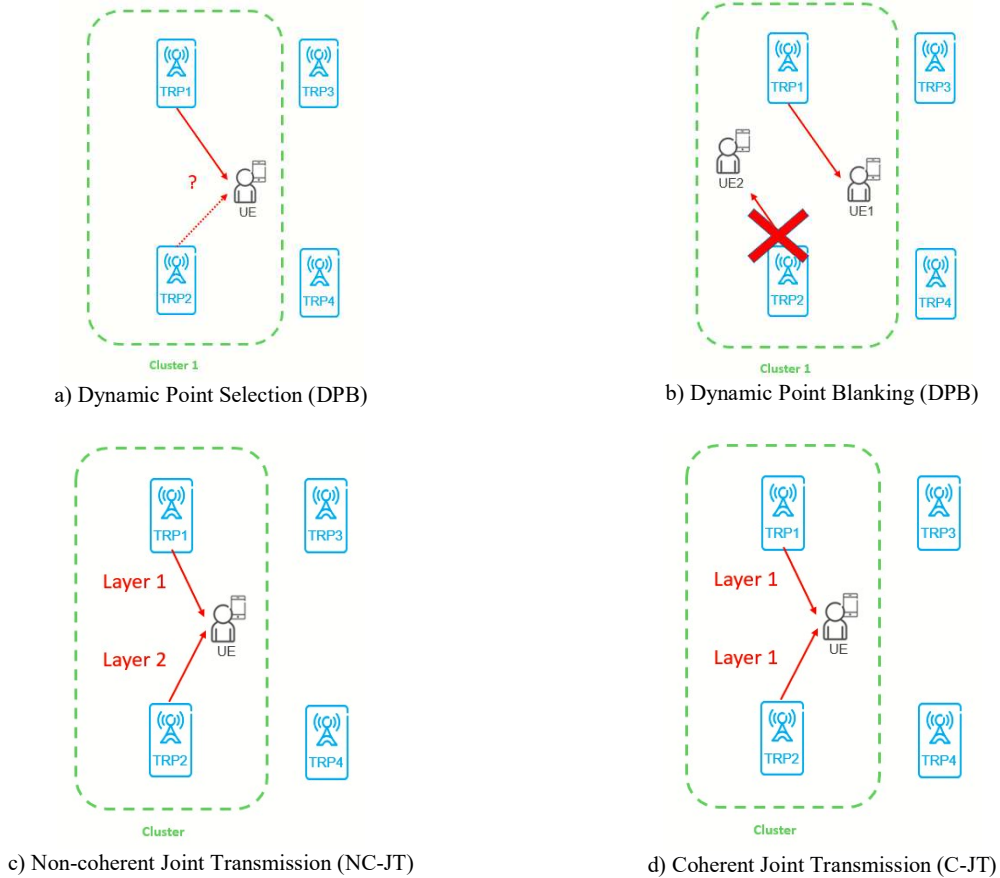 TRP1
TRP3
?
UE
TRP2
TRP4
Cluster 1
a) Dynamic Point Selection (DPB)
TRP1
TRP3
UE2
UE1
TRP2
TRP4
Cluster 1
b) Dynamic Point Blanking (DPB)
TRP1
TRP3
Layer 1
UE
Layer 2
TRP2
TRP4
Cluster
c) Non-coherent Joint Transmission (NC-JT)
TRP1
TRP3
Layer 1
UE
Layer 1
TRP2
TRP4
Cluster
d) Coherent Joint Transmission (C-JT)